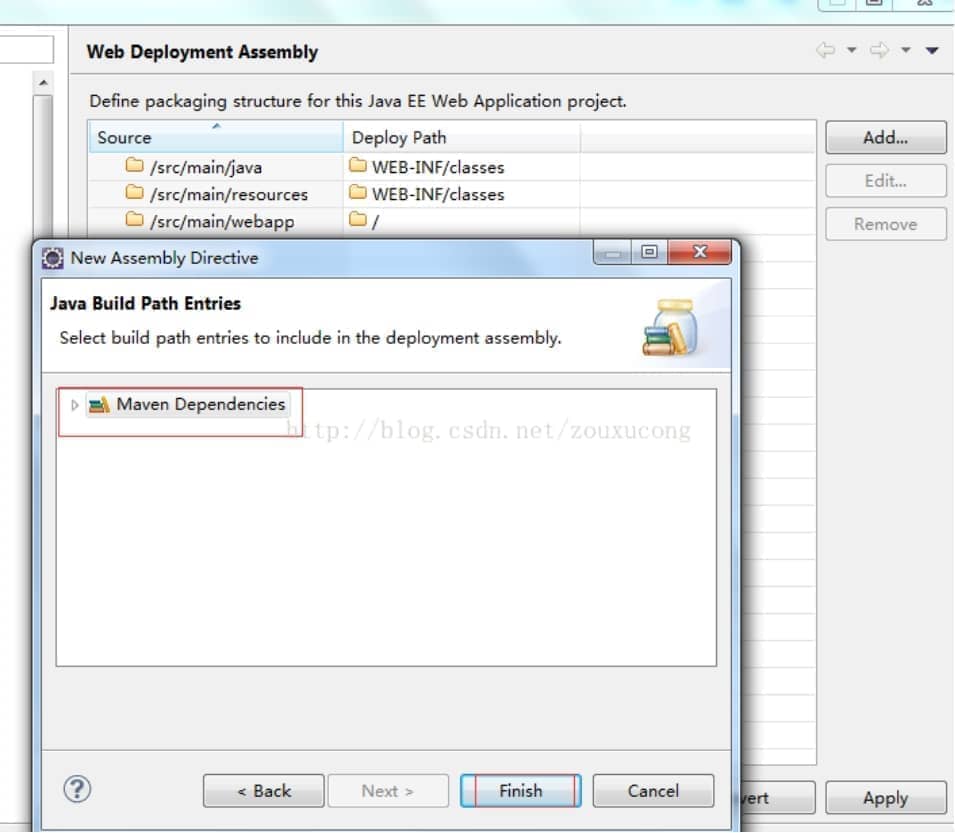 Web Deployment Assembly
Define packaging structure for this Java EE Web Application project.
Source Deploy Path
Add...
/src/main/java WEB-INF/classes
/src/main/resources WEB-INF/classes
Edit...
/src/main/webapp /
Remove
New Assembly Directive
Java Build Path Entries
Select build path entries to include in the deployment assembly.
Maven Dependencies
http://blog.csdn.net/zouxucong
< Back Next > Finish Cancel
Apply